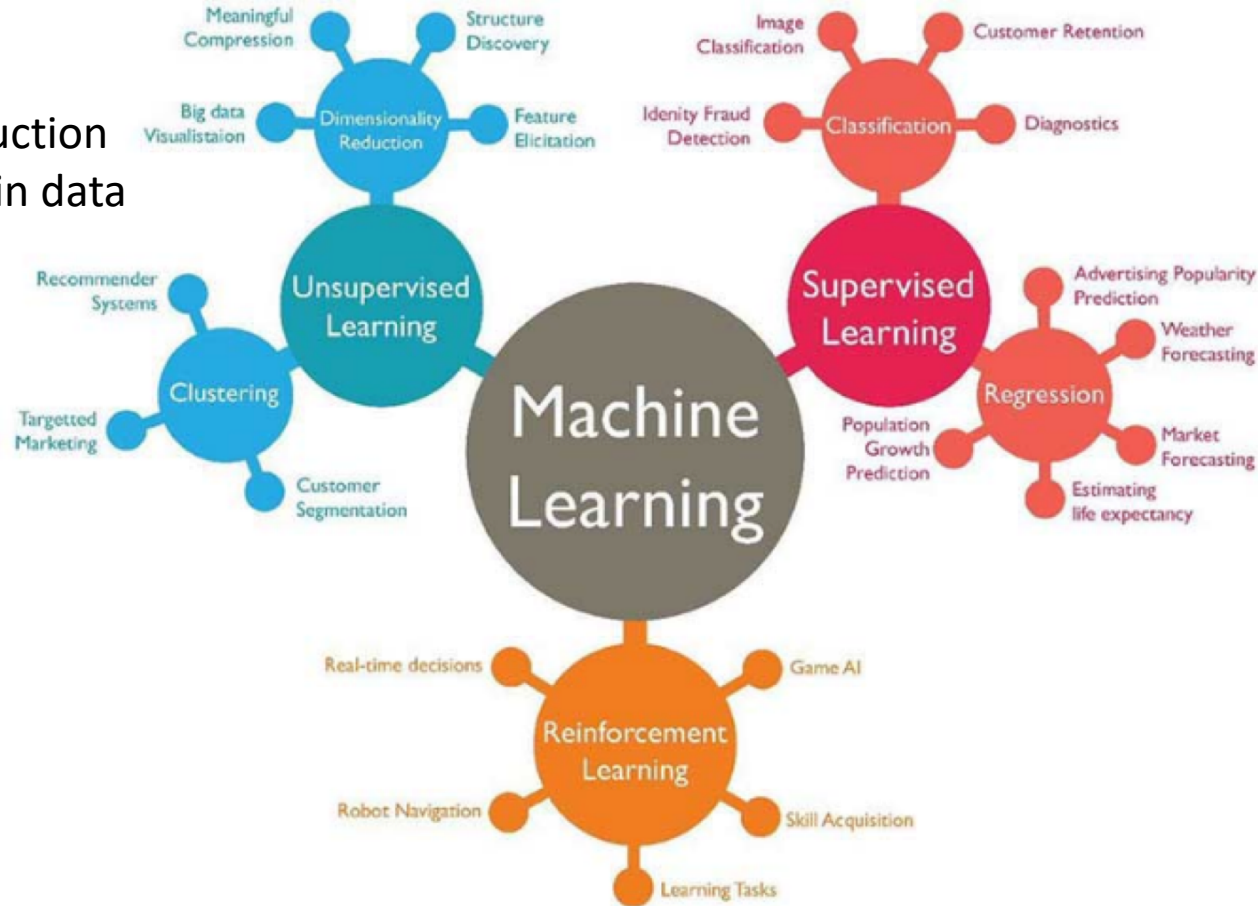 uction
in data
Meaningful
Compression
Structure
Discovery
Big data
Visualistaion
Dimensionality
Reduction
Feature
Elicitation
Image
Classification
Customer Retention
Idenity Fraud
Detection
Classification
Diagnostics
Recommender
Systems
Unsupervised
Learning
Clustering
Targetted
Marketing
Customer
Segmentation
Machine
Learning
Supervised
Learning
Advertising Popularity
Prediction
Weather
Forecasting
Regression
Population
Growth
Prediction
Market
Forecasting
Estimating
life expectancy
Real-time decisions
Game AI
Reinforcement
Learning
Robot Navigation
Skill Acquisition
Learning Tasks